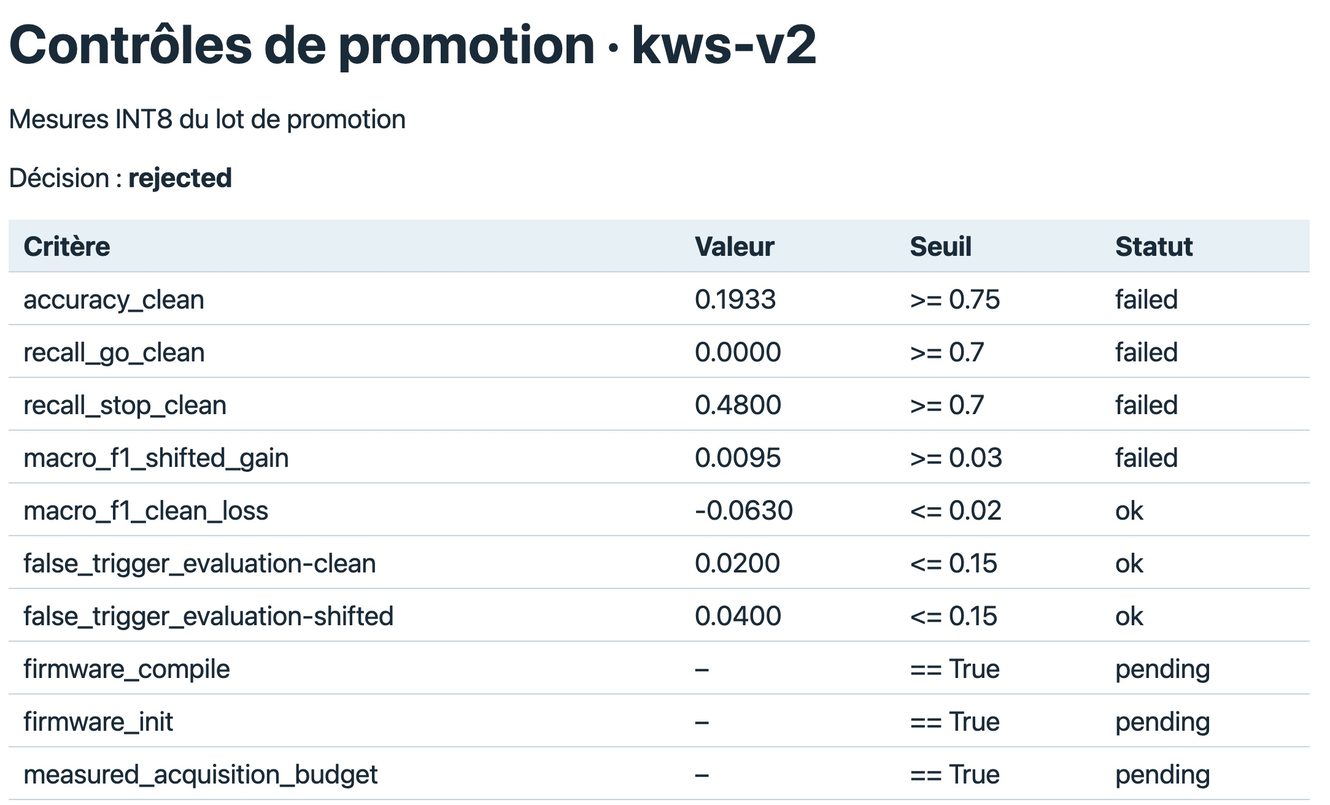 Contrôles de promotion · kws-v2
Mesures INT8 du lot de promotion
Décision : rejected
Critère Valeur Seuil Statut
accuracy_clean 0.1933 >= 0.75 failed
recall_go_clean 0.0000 >= 0.7 failed
recall_stop_clean 0.4800 >= 0.7 failed
macro_f1_shifted_gain 0.0095 >= 0.03 failed
macro_f1_clean_loss -0.0630 <= 0.02 ok
false_trigger_evaluation-clean 0.0200 <= 0.15 ok
false_trigger_evaluation-shifted 0.0400 <= 0.15 ok
firmware_compile – == True pending
firmware_init – == True pending
measured_acquisition_budget – == True pending